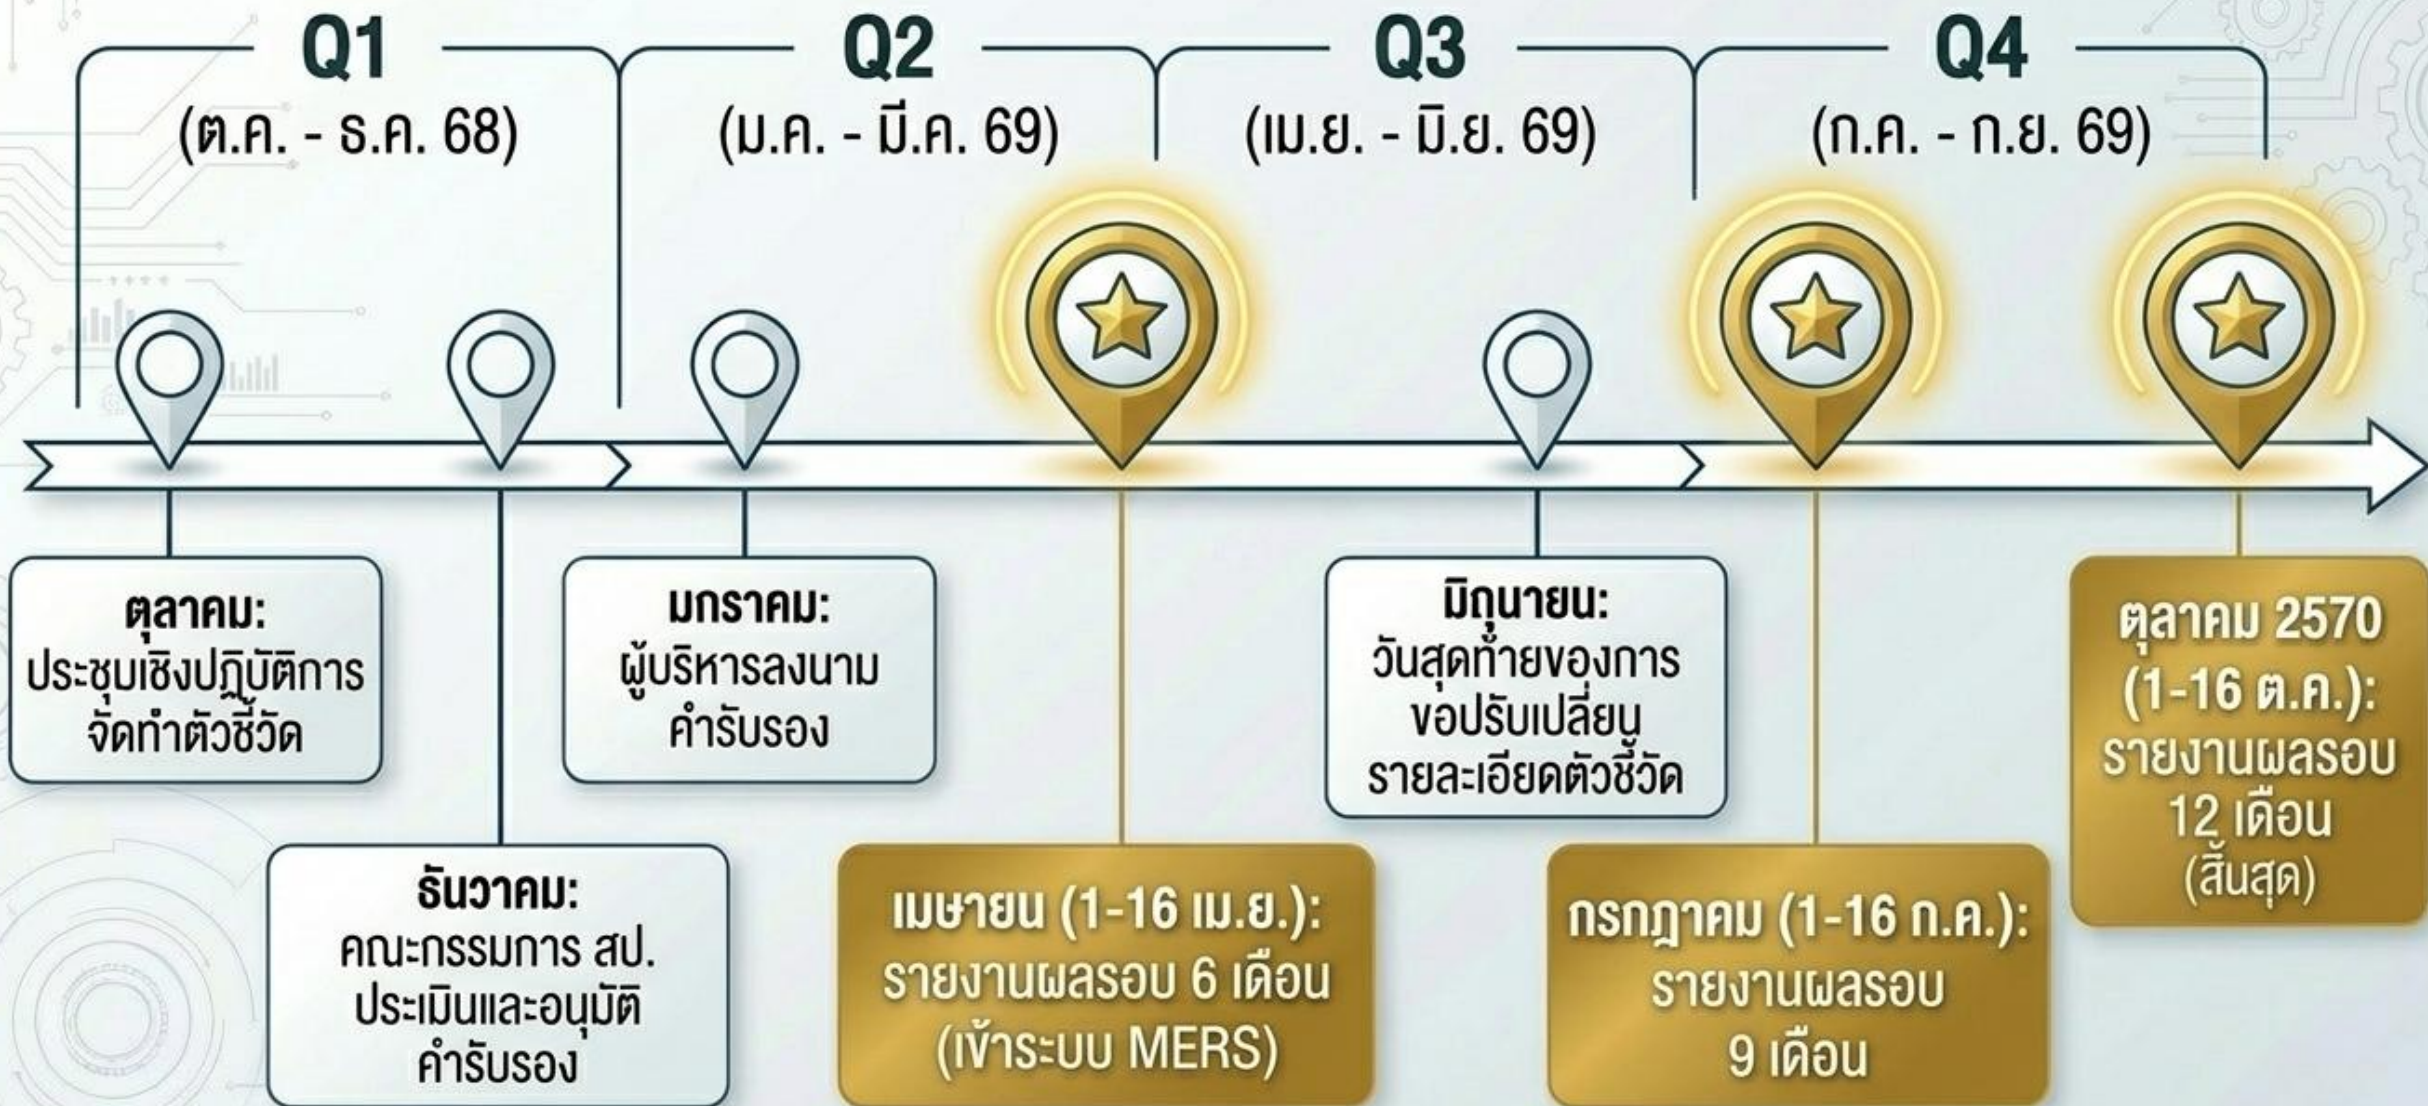 Q1
(ต.ค. - ธ.ค. 68)
Q2
(ม.ค. - มี.ค. 69)
Q3
(เม.ย. - มิ.ย. 69)
Q4
(ก.ค. - ก.ย. 69)
ตุลาคม:
ประชุมเชิงปฏิบัติการ
จัดทำตัวชี้วัด
ธันวาคม:
คณะกรรมการ สป.
ประเมินและอนุมัติ
คำรับรอง
มกราคม:
ผู้บริหารลงนาม
คำรับรอง
เมษายน (1-16 เม.ย.):
รายงานผลรอบ 6 เดือน
(เข้าระบบ MERS)
มิถุนายน:
วันสุดท้ายของการ
ขอปรับเปลี่ยน
รายละเอียดตัวชี้วัด
กรกฎาคม (1-16 ก.ค.):
รายงานผลรอบ
9 เดือน
ตุลาคม 2570
(1-16 ต.ค.):
รายงานผลรอบ
12 เดือน
(สิ้นสุด)